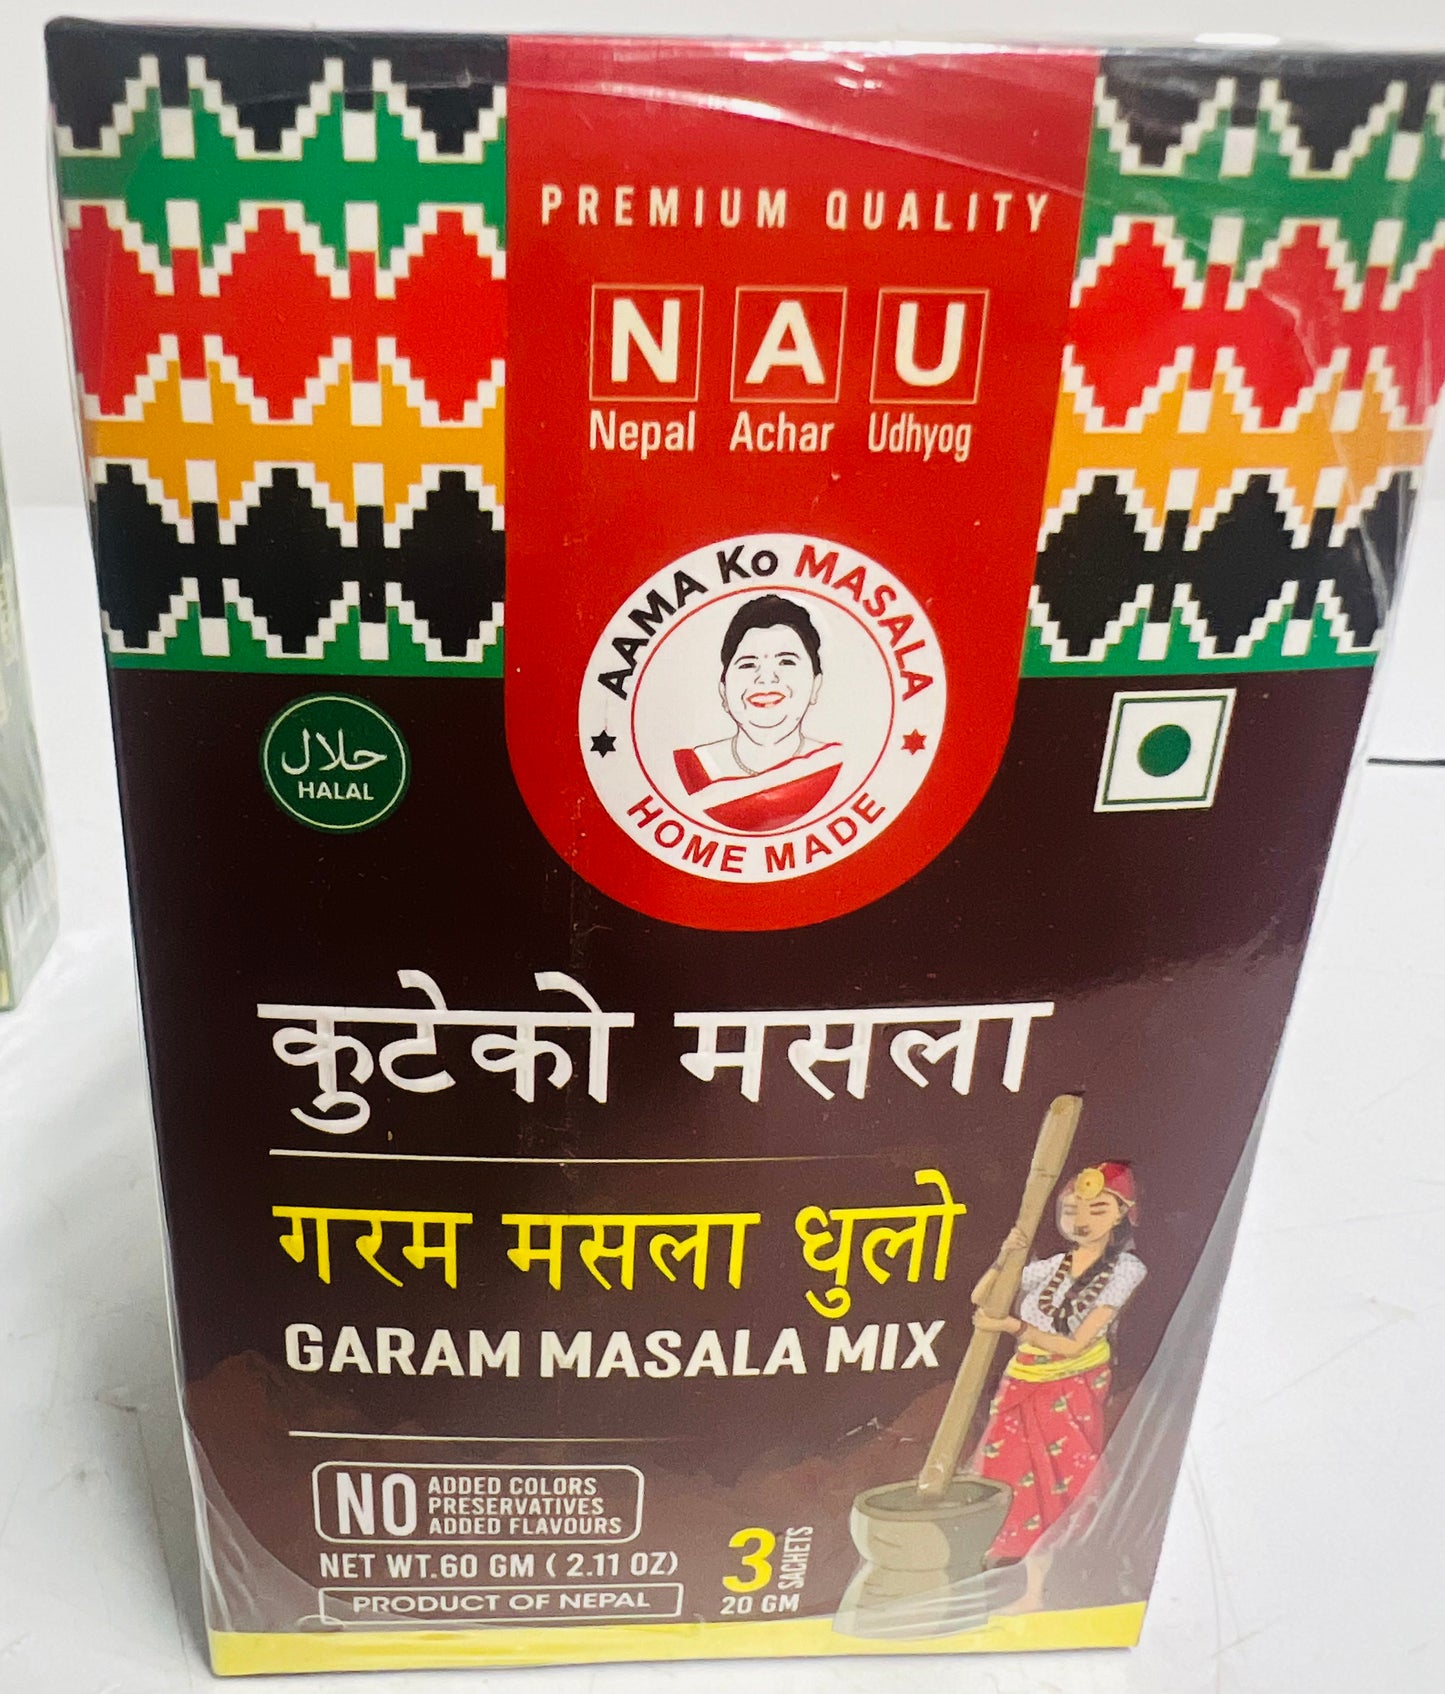 PREMIUM QUALITY
N A U
Nepal Achar Udhyog
AAMA Ko MASALA
HOME MADE
حلال
HALAL
कुटेको मसला
गरम मसला धुलो
GARAM MASALA MIX
NO
ADDED COLORS
PRESERVATIVES
ADDED FLAVOURS
NET WT.60 GM ( 2.11 OZ)
PRODUCT OF NEPAL
3 SACHETS
20 GM